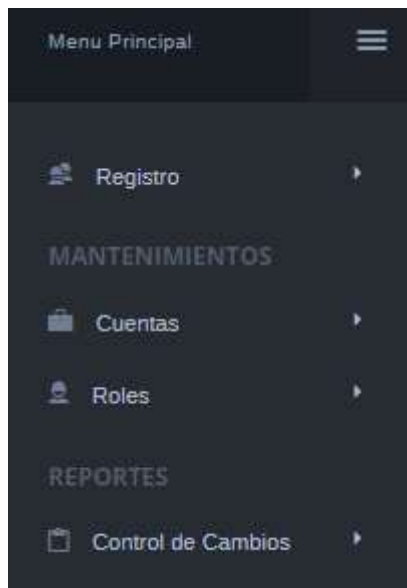 Menu Principal
Registro
MANTENIMIENTOS
Cuentas
Roles
REPORTES
Control de Cambios